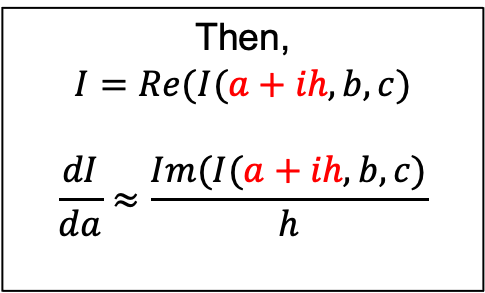 Then,
I = Re(I(a + ih, b, c)
dI/da ≈ Im(I(a + ih, b, c)/h